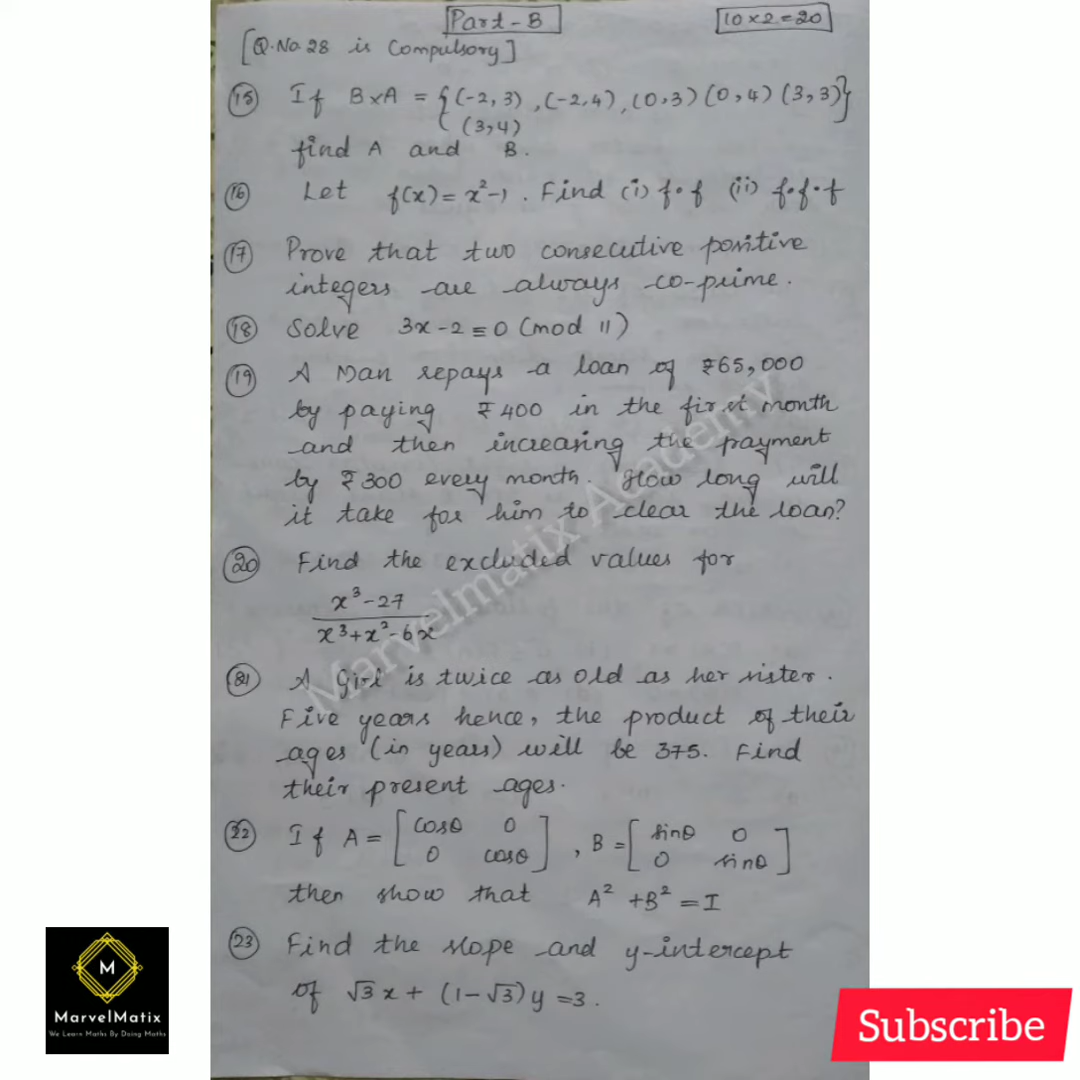 Part-B
10×2=20
[Q.No.28 is Compulsory]
15 If B×A = {(-2,3),(-2,4),(0,3)(0,4)(3,3)}
(3,4)
find A and B.
16 Let f(x)=x²-1. Find (i) f∘f (ii) f∘f∘f
17 Prove that two consecutive positive
integers are always co-prime.
18 Solve 3x-2≡0 (mod 11)
19 A Man repays a loan of ₹65,000
by paying ₹400 in the first month
and then increasing the payment
by ₹300 every month. How long will
it take for him to clear the loan?
20 Find the excluded values for
x³-27
x³+x²-6x
21 A Girl is twice as old as her sister.
Five years hence, the product of their
ages (in years) will be 375. Find
their present ages.
22 If A = [cosθ 0
0 cosθ], B = [sinθ 0
0 sinθ]
then show that A²+B²=I
23 Find the slope and y-intercept
of √3x+(1-√3)y=3.
Marvelmatix Academy
M
MarvelMatix
We Learn Maths By Doing Maths
Subscribe